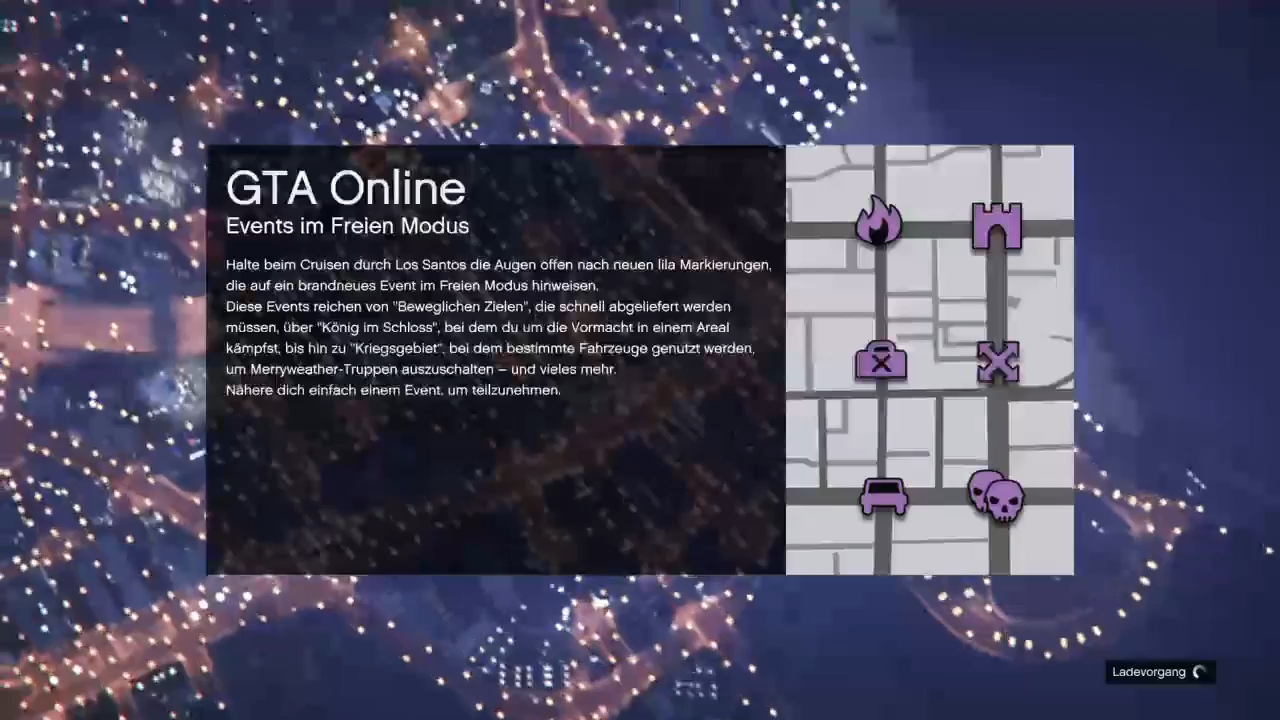 GTA Online
Events im Freien Modus
Halte beim Cruisen durch Los Santos die Augen offen nach neuen lila Markierungen,
die auf ein brandneues Event im Freien Modus hinweisen.
Diese Events reichen von "Beweglichen Zielen", die schnell abgeliefert werden
müssen, über "König im Schloss", bei dem du um die Vormacht in einem Areal
kämpfst, bis hin zu "Kriegsgebiet", bei dem bestimmte Fahrzeuge genutzt werden,
um Merryweather-Truppen auszuschalten – und vieles mehr.
Nähere dich einfach einem Event, um teilzunehmen.
Ladevorgang